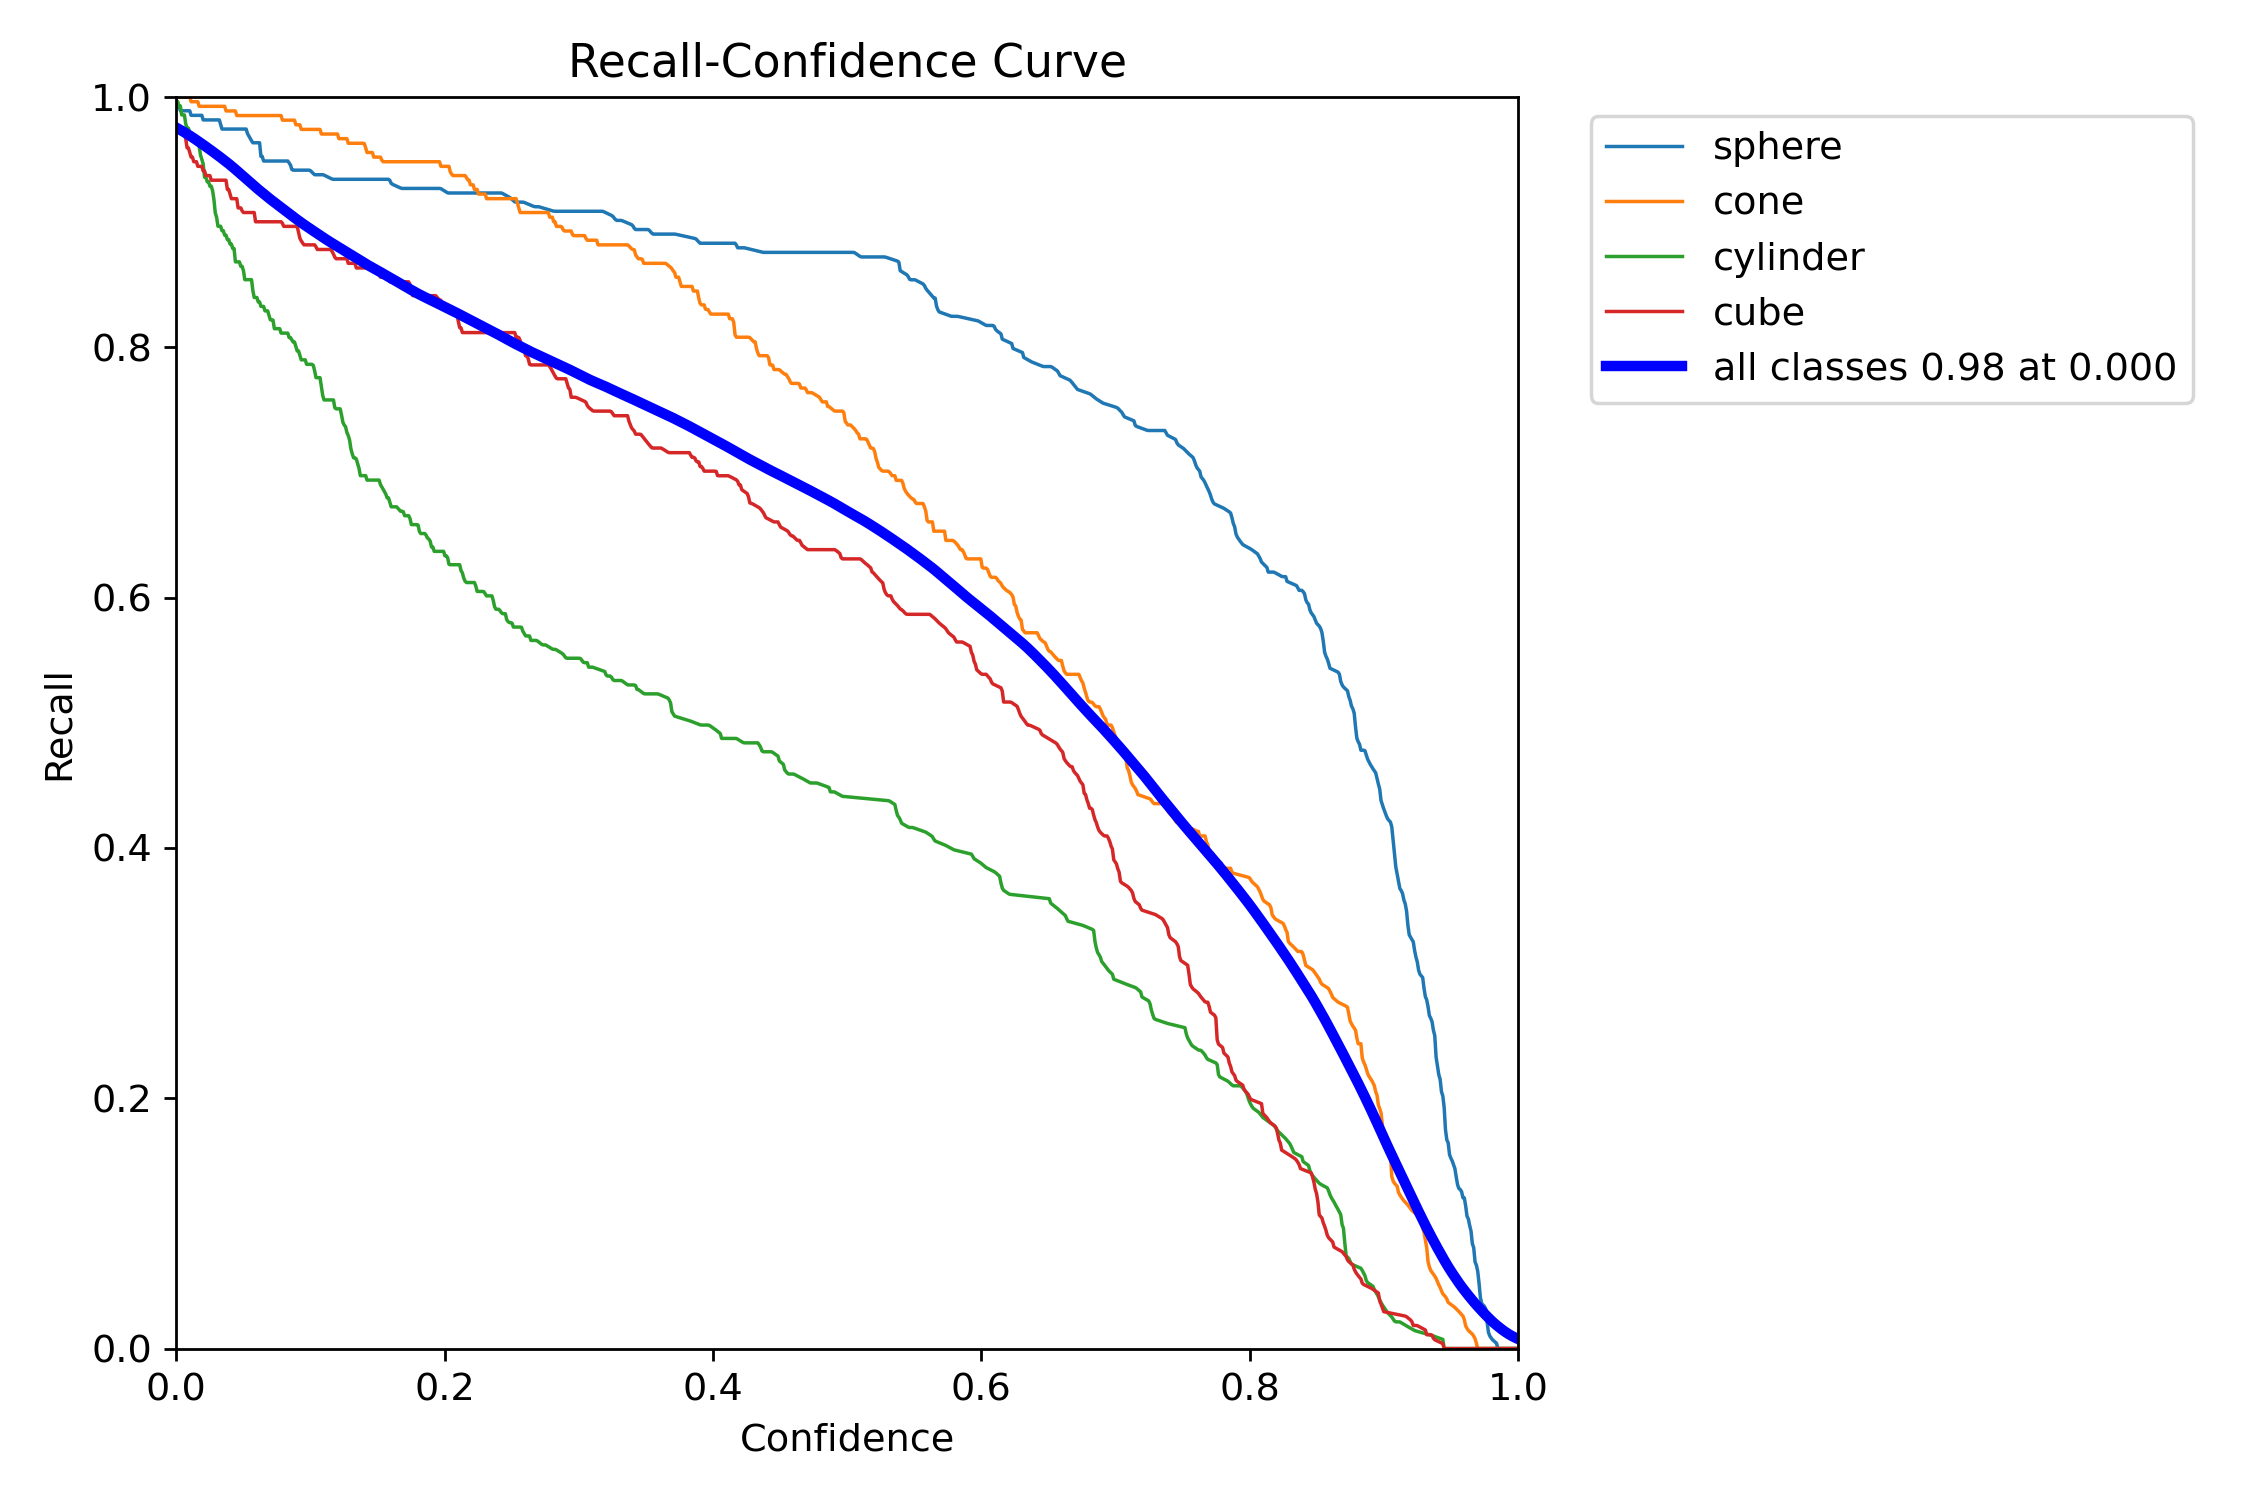 Recall-Confidence Curve
1.0
0.8
0.6
0.4
0.2
0.0
Recall
0.0 0.2 0.4 0.6 0.8 1.0
Confidence
sphere
cone
cylinder
cube
all classes 0.98 at 0.000